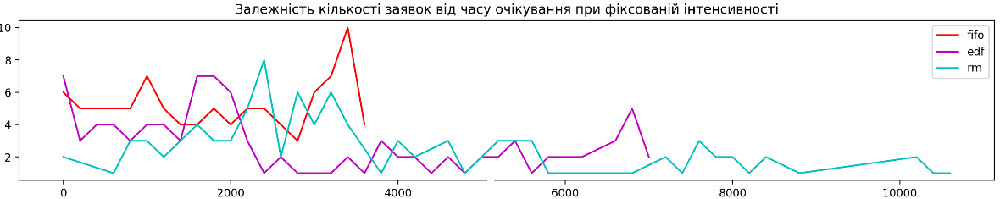 Залежність кількості заявок від часу очікування при фіксованій інтенсивності
10
8
6
4
2
fifo
edf
rm
0 2000 4000 6000 8000 10000